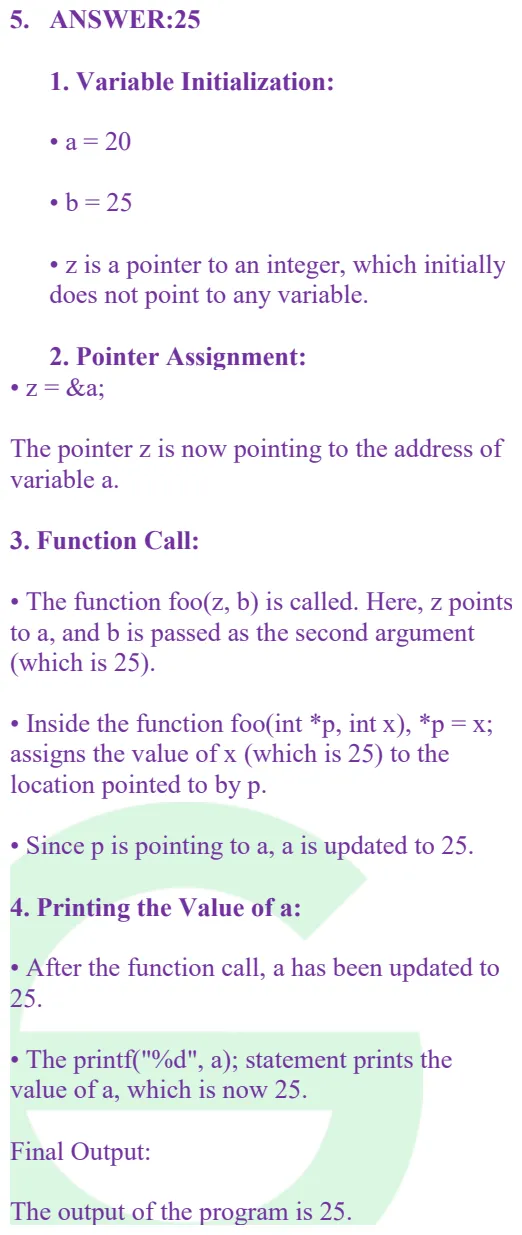 5. ANSWER:25
1. Variable Initialization:
• a = 20
• b = 25
• z is a pointer to an integer, which initially
does not point to any variable.
2. Pointer Assignment:
• z = &a;
The pointer z is now pointing to the address of
variable a.
3. Function Call:
• The function foo(z, b) is called. Here, z points
to a, and b is passed as the second argument
(which is 25).
• Inside the function foo(int *p, int x), *p = x;
assigns the value of x (which is 25) to the
location pointed to by p.
• Since p is pointing to a, a is updated to 25.
4. Printing the Value of a:
• After the function call, a has been updated to
25.
• The printf("%d", a); statement prints the
value of a, which is now 25.
Final Output:
The output of the program is 25.